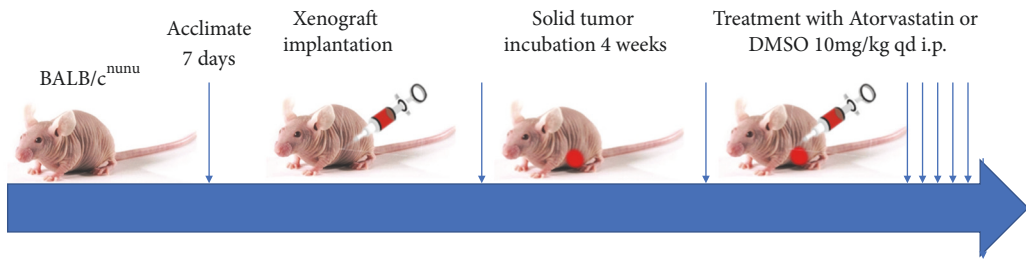 BALB/c^nunu
Acclimate
7 days
Xenograft
implantation
Solid tumor
incubation 4 weeks
Treatment with Atorvastatin or
DMSO 10mg/kg qd i.p.